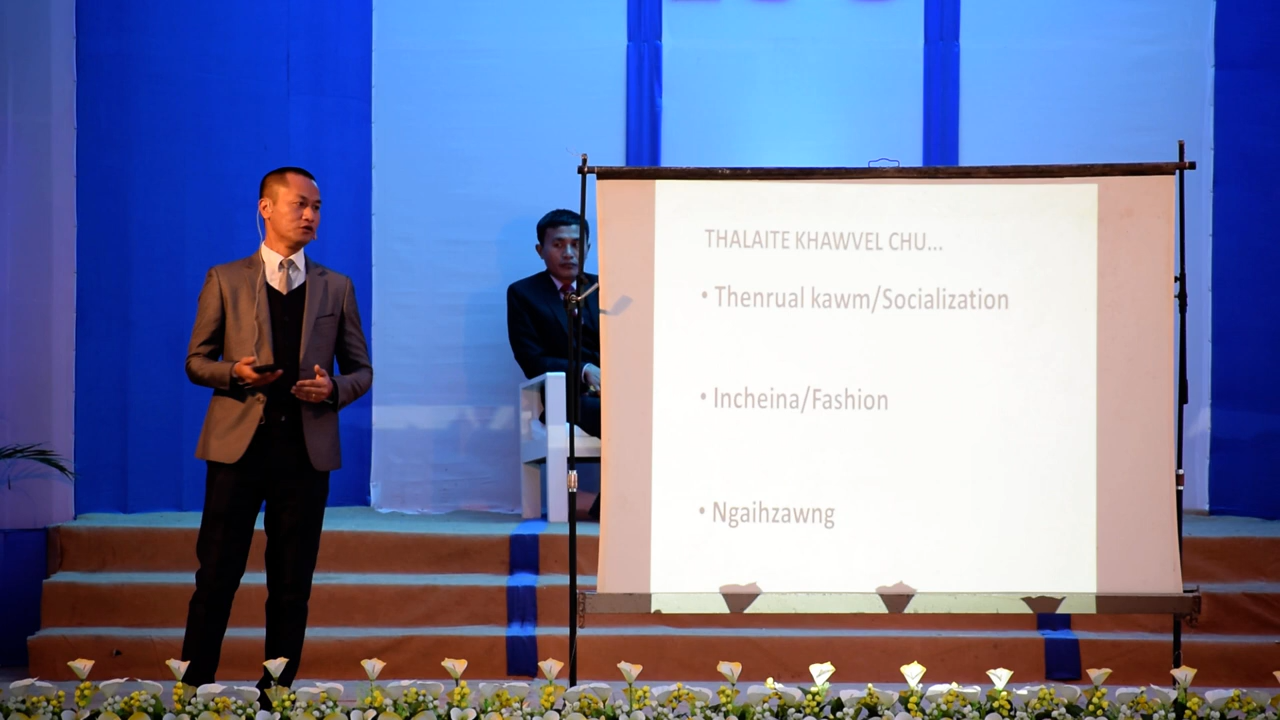 THALAITE KHAWVEL CHU...
• Thenrual kawm/Socialization
• Incheina/Fashion
• Ngaihzawng